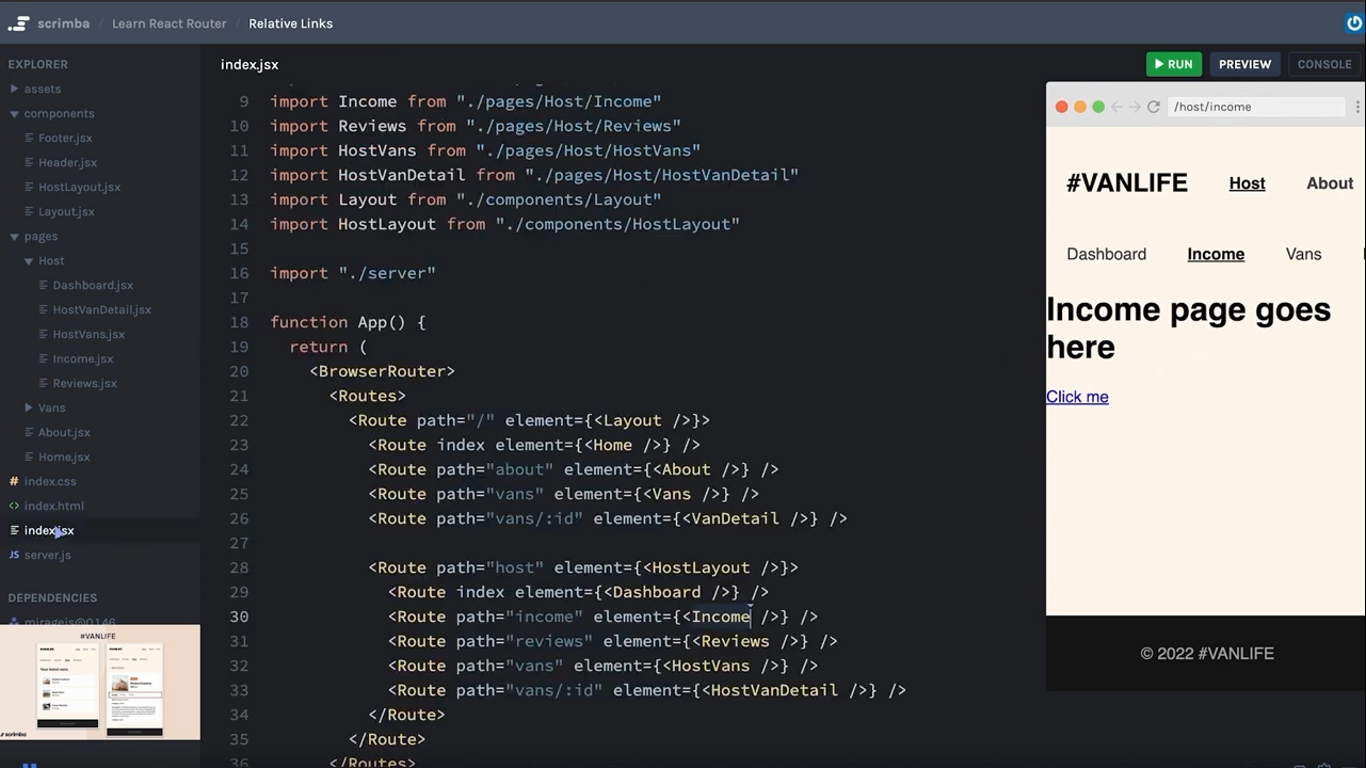 scrimba / Learn React Router / Relative Links
EXPLORER
assets
components
Footer.jsx
Header.jsx
HostLayout.jsx
Layout.jsx
pages
Host
Dashboard.jsx
HostVanDetail.jsx
HostVans.jsx
Income.jsx
Reviews.jsx
Vans
About.jsx
Home.jsx
# index.css
<> index.html
index.jsx
JS server.js
DEPENDENCIES
miragejs@0.1.46
#VANLIFE
index.jsx
RUN
PREVIEW
CONSOLE
9 import Income from "./pages/Host/Income"
10 import Reviews from "./pages/Host/Reviews"
11 import HostVans from "./pages/Host/HostVans"
12 import HostVanDetail from "./pages/Host/HostVanDetail"
13 import Layout from "./components/Layout"
14 import HostLayout from "./components/HostLayout"
15
16 import "./server"
17
18 function App() {
19 return (
20 <BrowserRouter>
21 <Routes>
22 <Route path="/" element={<Layout />}>
23 <Route index element={<Home />} />
24 <Route path="about" element={<About />} />
25 <Route path="vans" element={<Vans />} />
26 <Route path="vans/:id" element={<VanDetail />} />
27
28 <Route path="host" element={<HostLayout />}>
29 <Route index element={<Dashboard />} />
30 <Route path="income" element={<Income />} />
31 <Route path="reviews" element={<Reviews />} />
32 <Route path="vans" element={<HostVans />} />
33 <Route path="vans/:id" element={<HostVanDetail />} />
34 </Route>
35 </Route>
36 </Routes>
/host/income
#VANLIFE Host About
Dashboard Income Vans
Income page goes
here
Click me
© 2022 #VANLIFE